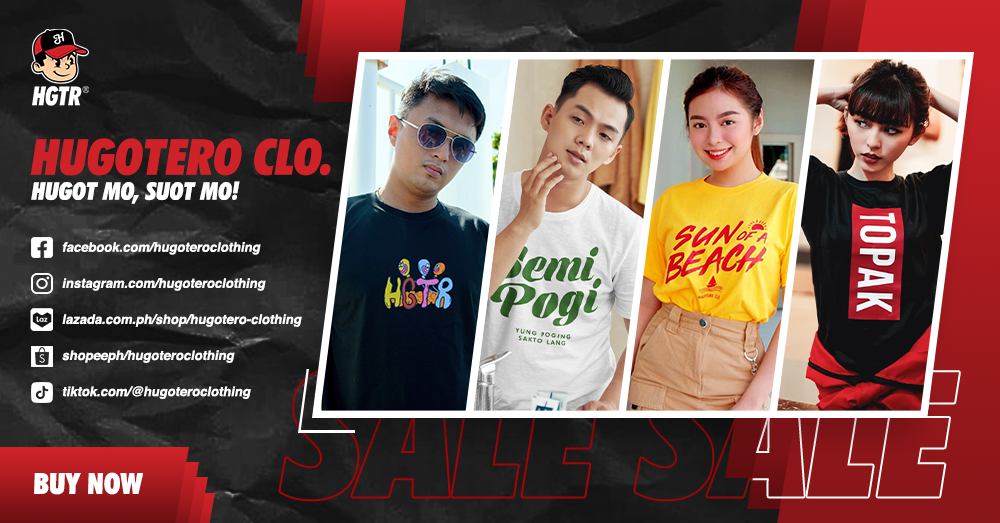 H
HGTR®
HUGOTERO CLO.
HUGOT MO, SUOT MO!
facebook.com/hugoteroclothing
instagram.com/hugoteroclothing
Laz
lazada.com.ph/shop/hugotero-clothing
shopeeph/hugoteroclothing
tiktok.com/@hugoteroclothing
BUY NOW
HGTR
Semi
Pogi
YUNG POGING
SAKTO LANG
SUN OF A
BEACH
TOPAK
SALE SALE